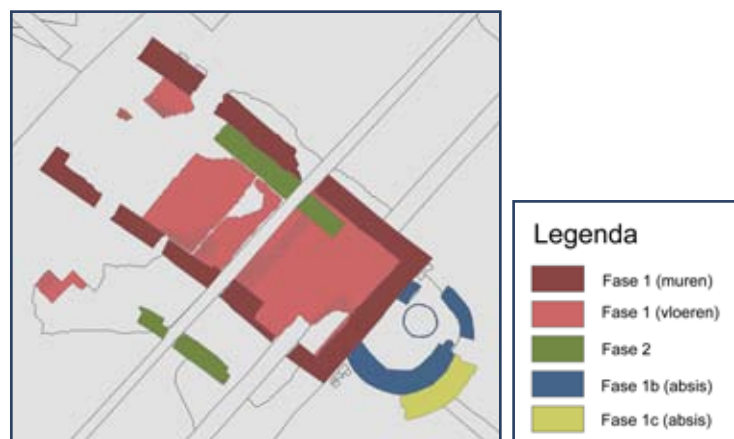 Legenda
Fase 1 (muren)
Fase 1 (vloeren)
Fase 2
Fase 1b (absis)
Fase 1c (absis)